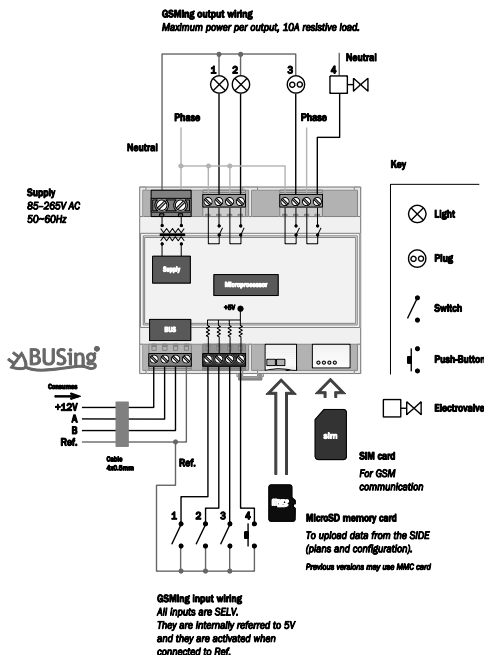 GSMIng output wiring
Maximum power per output, 10A resistive load.
Neutral
1 2 3 4
Phase Phase
Neutral
Key
Supply
85-265V AC
50~60Hz
Light
Plug
Supply
Microprocessor
Switch
+5V
BUS
BUSing®
Push-Button
Consumes
+12V
A
B
Ref.
Electrovalve
Cable
4x0.5mm
Ref.
sim
SIM card
For GSM
communication
1 2 3 4
MicroSD memory card
To upload data from the SIDE
(plans and configuration).
Previous versions may use MMC card
GSMIng input wiring
All inputs are SELV.
They are internally referred to 5V
and they are activated when
connected to Ref.